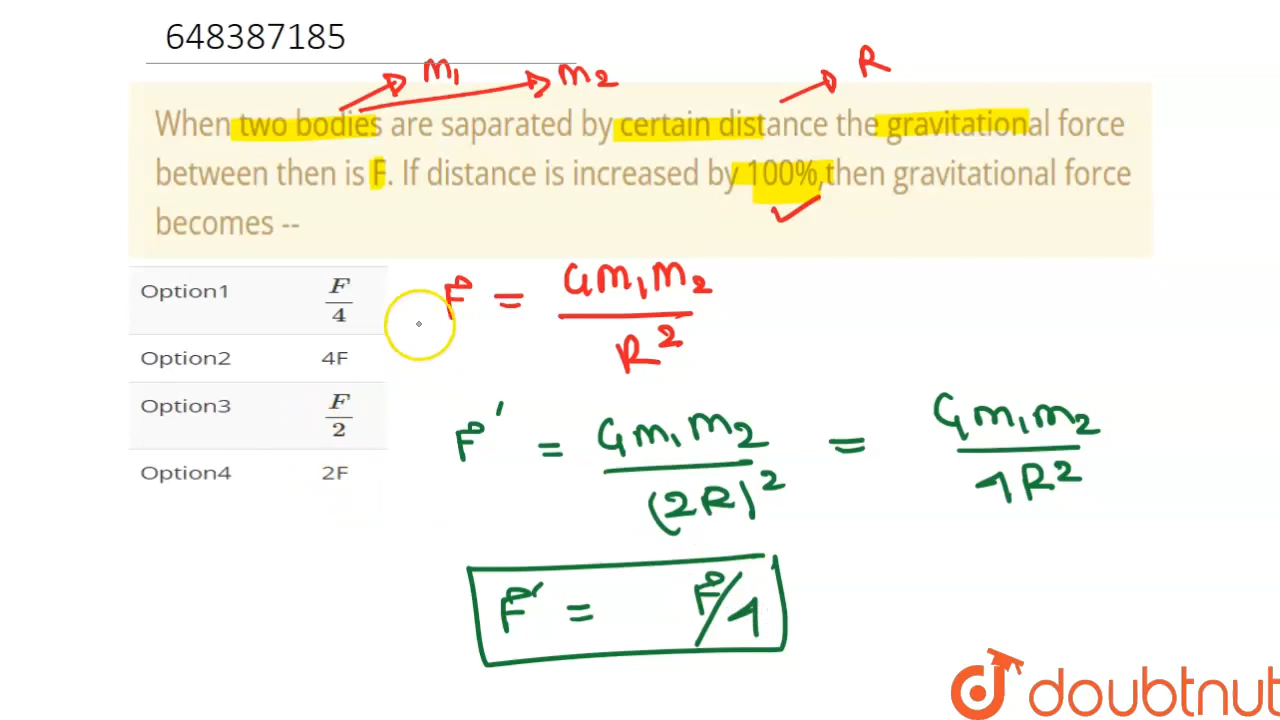 648387185
m₁ m₂ R
When two bodies are saparated by certain distance the gravitational force
between then is F. If distance is increased by 100%,then gravitational force
becomes --
Option1 F/4
Option2 4F
Option3 F/2
Option4 2F
F = Gm₁m₂/R²
F' = Gm₁m₂/(2R)² = Gm₁m₂/4R²
F' = F/4
doubtnut